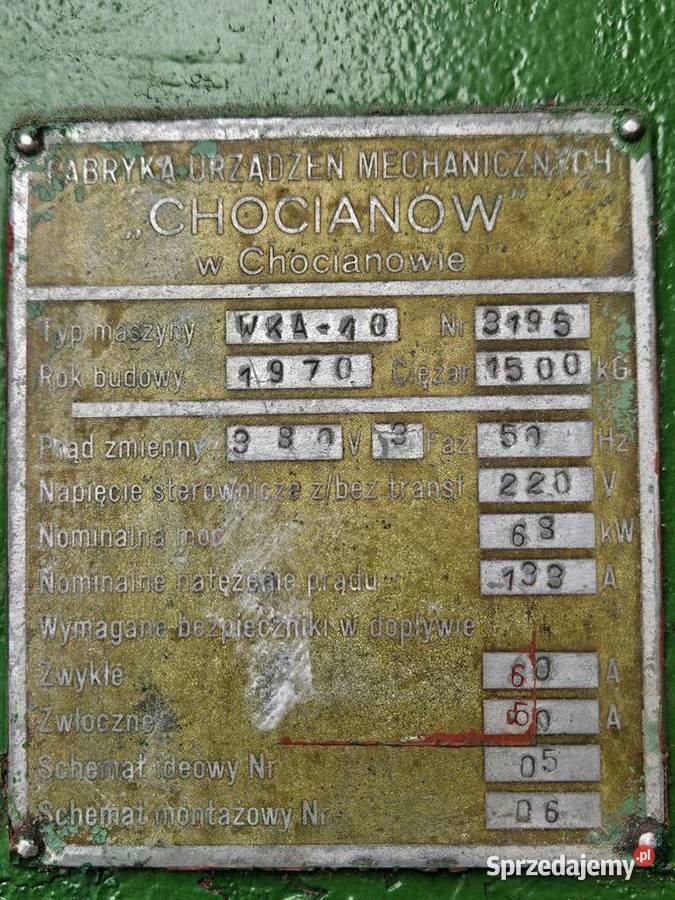 FABRYKA URZĄDZEŃ MECHANICZNYCH
„CHOCIANÓW”
w Chocianowie
Typ maszyny WKA-10 Nr 3195
Rok budowy 1970 Ciężar 1500 KG
Prąd zmienny 380 V 3 Faz 50 Hz
Napięcie sterownicze z/bez transf 220 V
Nominalna moc 68 kW
Nominalne natężenie prądu 133 A
Wymagane bezpieczniki w dopływie
Zwykłe 60 A
Zwłoczne 50 A
Schemat ideowy Nr 05
Schemat montażowy Nr 06
Sprzedajemy.pl